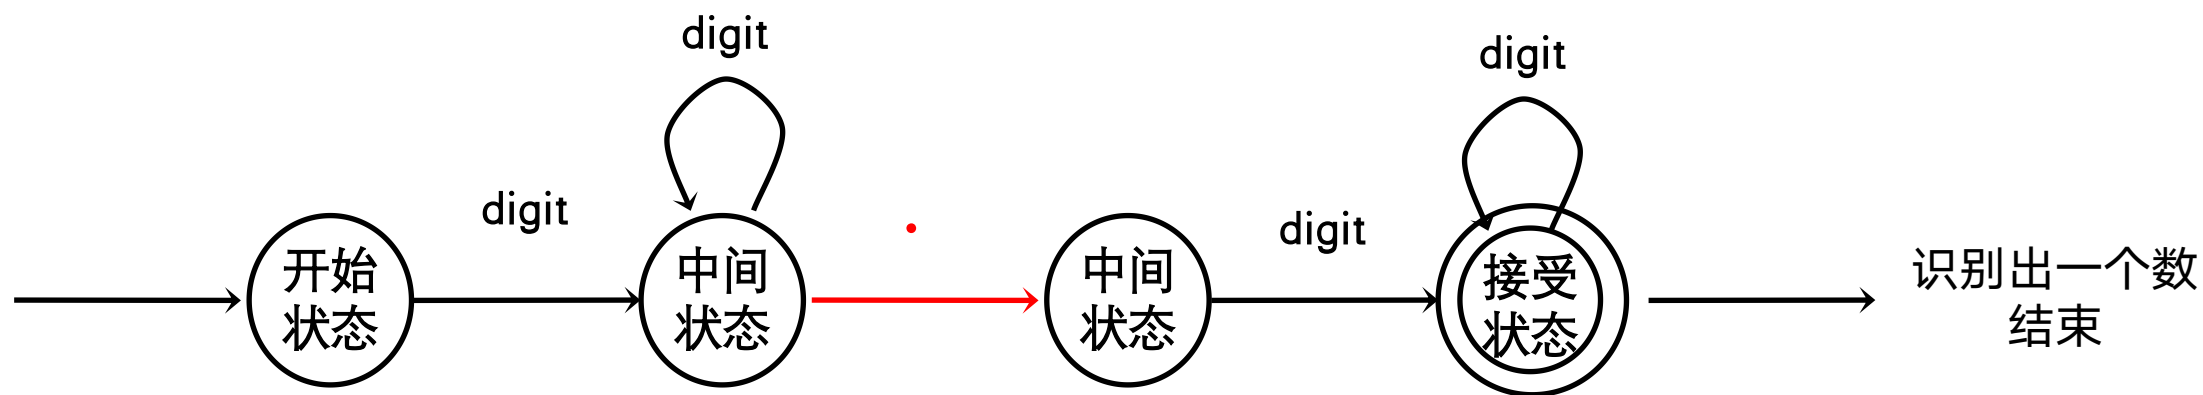 digit
digit
digit
.
digit
开始
状态
中间
状态
中间
状态
接受
状态
识别出一个数
结束